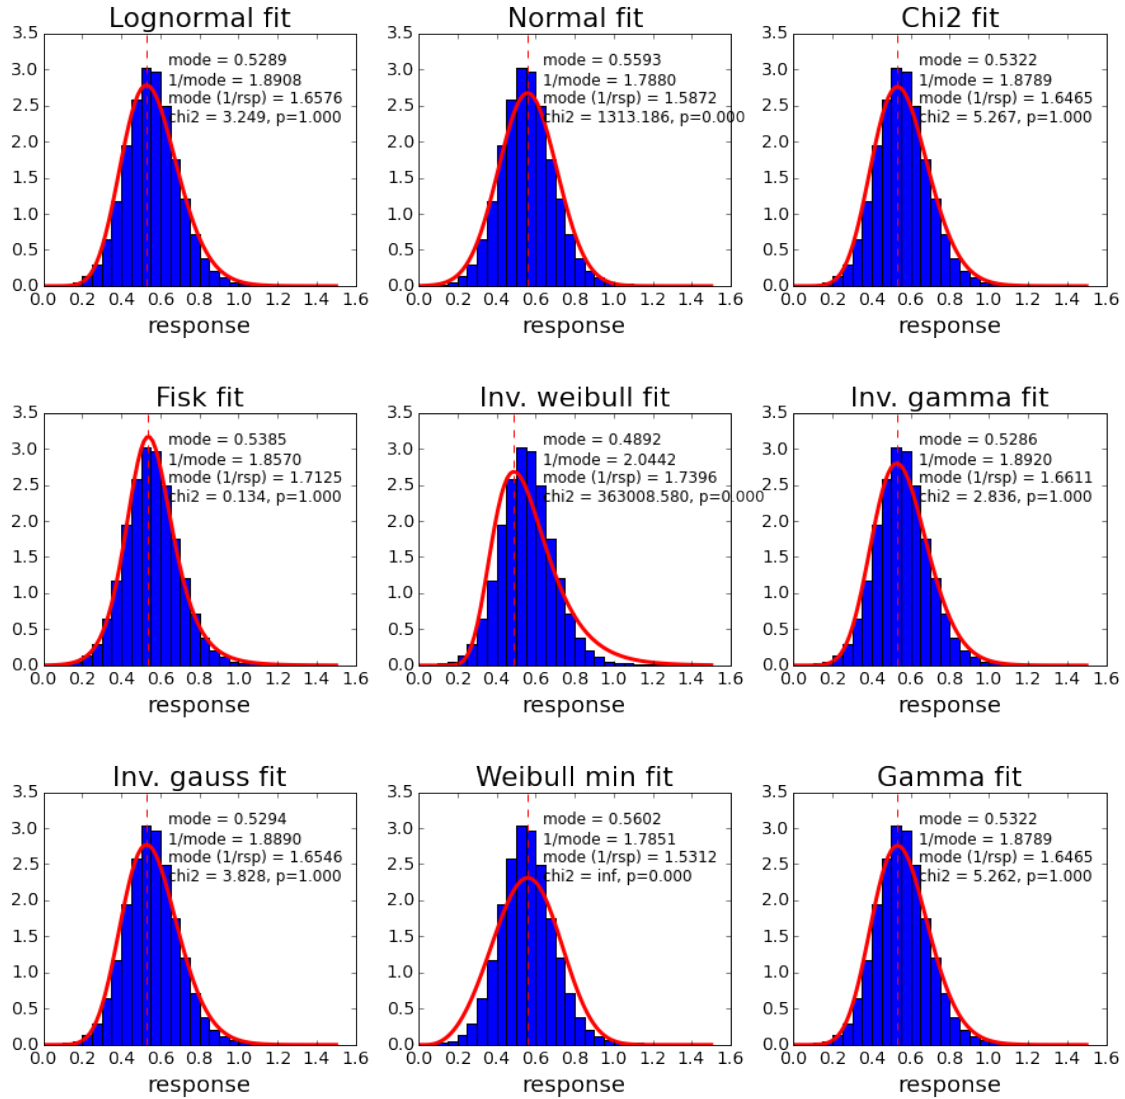 Lognormal fit
3.5
3.0
2.5
2.0
1.5
1.0
0.5
0.0
mode = 0.5289
1/mode = 1.8908
mode (1/rsp) = 1.6576
chi2 = 3.249, p=1.000
0.0 0.2 0.4 0.6 0.8 1.0 1.2 1.4 1.6
response
Normal fit
3.5
3.0
2.5
2.0
1.5
1.0
0.5
0.0
mode = 0.5593
1/mode = 1.7880
mode (1/rsp) = 1.5872
chi2 = 1313.186, p=0.000
0.0 0.2 0.4 0.6 0.8 1.0 1.2 1.4 1.6
response
Chi2 fit
3.5
3.0
2.5
2.0
1.5
1.0
0.5
0.0
mode = 0.5322
1/mode = 1.8789
mode (1/rsp) = 1.6465
chi2 = 5.267, p=1.000
0.0 0.2 0.4 0.6 0.8 1.0 1.2 1.4 1.6
response
Fisk fit
3.5
3.0
2.5
2.0
1.5
1.0
0.5
0.0
mode = 0.5385
1/mode = 1.8570
mode (1/rsp) = 1.7125
chi2 = 0.134, p=1.000
0.0 0.2 0.4 0.6 0.8 1.0 1.2 1.4 1.6
response
Inv. weibull fit
3.5
3.0
2.5
2.0
1.5
1.0
0.5
0.0
mode = 0.4892
1/mode = 2.0442
mode (1/rsp) = 1.7396
chi2 = 363008.580, p=0.000
0.0 0.2 0.4 0.6 0.8 1.0 1.2 1.4 1.6
response
Inv. gamma fit
3.5
3.0
2.5
2.0
1.5
1.0
0.5
0.0
mode = 0.5286
1/mode = 1.8920
mode (1/rsp) = 1.6611
chi2 = 2.836, p=1.000
0.0 0.2 0.4 0.6 0.8 1.0 1.2 1.4 1.6
response
Inv. gauss fit
3.5
3.0
2.5
2.0
1.5
1.0
0.5
0.0
mode = 0.5294
1/mode = 1.8890
mode (1/rsp) = 1.6546
chi2 = 3.828, p=1.000
0.0 0.2 0.4 0.6 0.8 1.0 1.2 1.4 1.6
response
Weibull min fit
3.5
3.0
2.5
2.0
1.5
1.0
0.5
0.0
mode = 0.5602
1/mode = 1.7851
mode (1/rsp) = 1.5312
chi2 = inf, p=0.000
0.0 0.2 0.4 0.6 0.8 1.0 1.2 1.4 1.6
response
Gamma fit
3.5
3.0
2.5
2.0
1.5
1.0
0.5
0.0
mode = 0.5322
1/mode = 1.8789
mode (1/rsp) = 1.6465
chi2 = 5.262, p=1.000
0.0 0.2 0.4 0.6 0.8 1.0 1.2 1.4 1.6
response